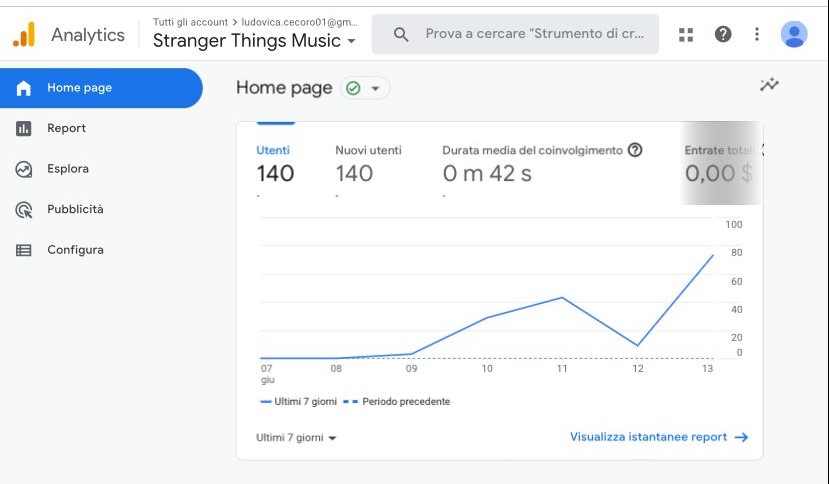 Analytics
Tutti gli account > ludovica.cecoro01@gm...
Stranger Things Music
Prova a cercare "Strumento di cr...
Home page
Report
Esplora
Pubblicità
Configura
Home page
Utenti
140
Nuovi utenti
140
Durata media del coinvolgimento
0 m 42 s
Entrate totali
0,00 $
100
80
60
40
20
0
07
giu
08
09
10
11
12
13
Ultimi 7 giorni
Periodo precedente
Ultimi 7 giorni
Visualizza istantanee report